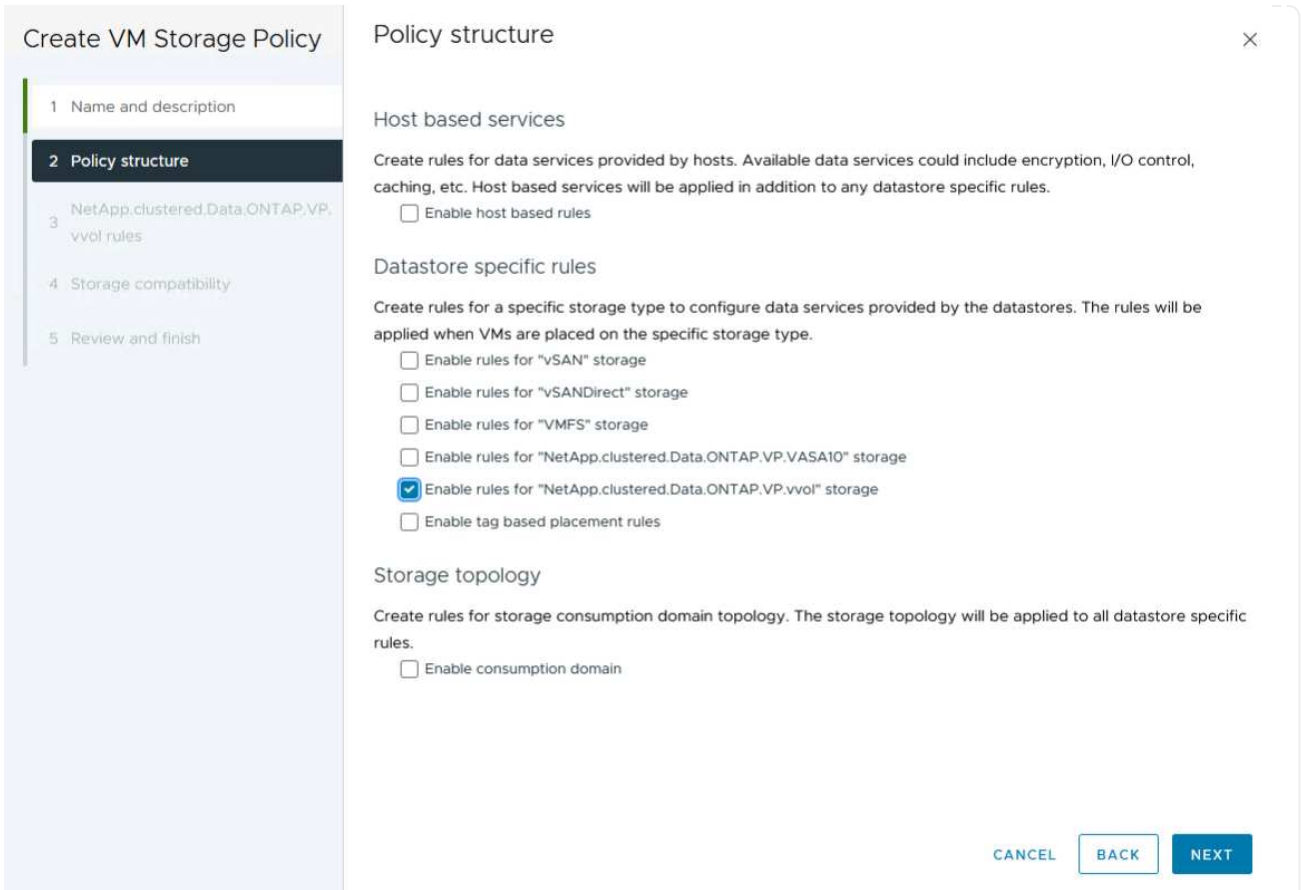 Create VM Storage Policy
1 Name and description
2 Policy structure
3 NetApp.clustered.Data.ONTAP.VP.
vvol rules
4 Storage compatibility
5 Review and finish
Policy structure
Host based services
Create rules for data services provided by hosts. Available data services could include encryption, I/O control,
caching, etc. Host based services will be applied in addition to any datastore specific rules.
Enable host based rules
Datastore specific rules
Create rules for a specific storage type to configure data services provided by the datastores. The rules will be
applied when VMs are placed on the specific storage type.
Enable rules for "vSAN" storage
Enable rules for "vSANDirect" storage
Enable rules for "VMFS" storage
Enable rules for "NetApp.clustered.Data.ONTAP.VP.VASA10" storage
Enable rules for "NetApp.clustered.Data.ONTAP.VP.vvol" storage
Enable tag based placement rules
Storage topology
Create rules for storage consumption domain topology. The storage topology will be applied to all datastore specific
rules.
Enable consumption domain
CANCEL
BACK
NEXT